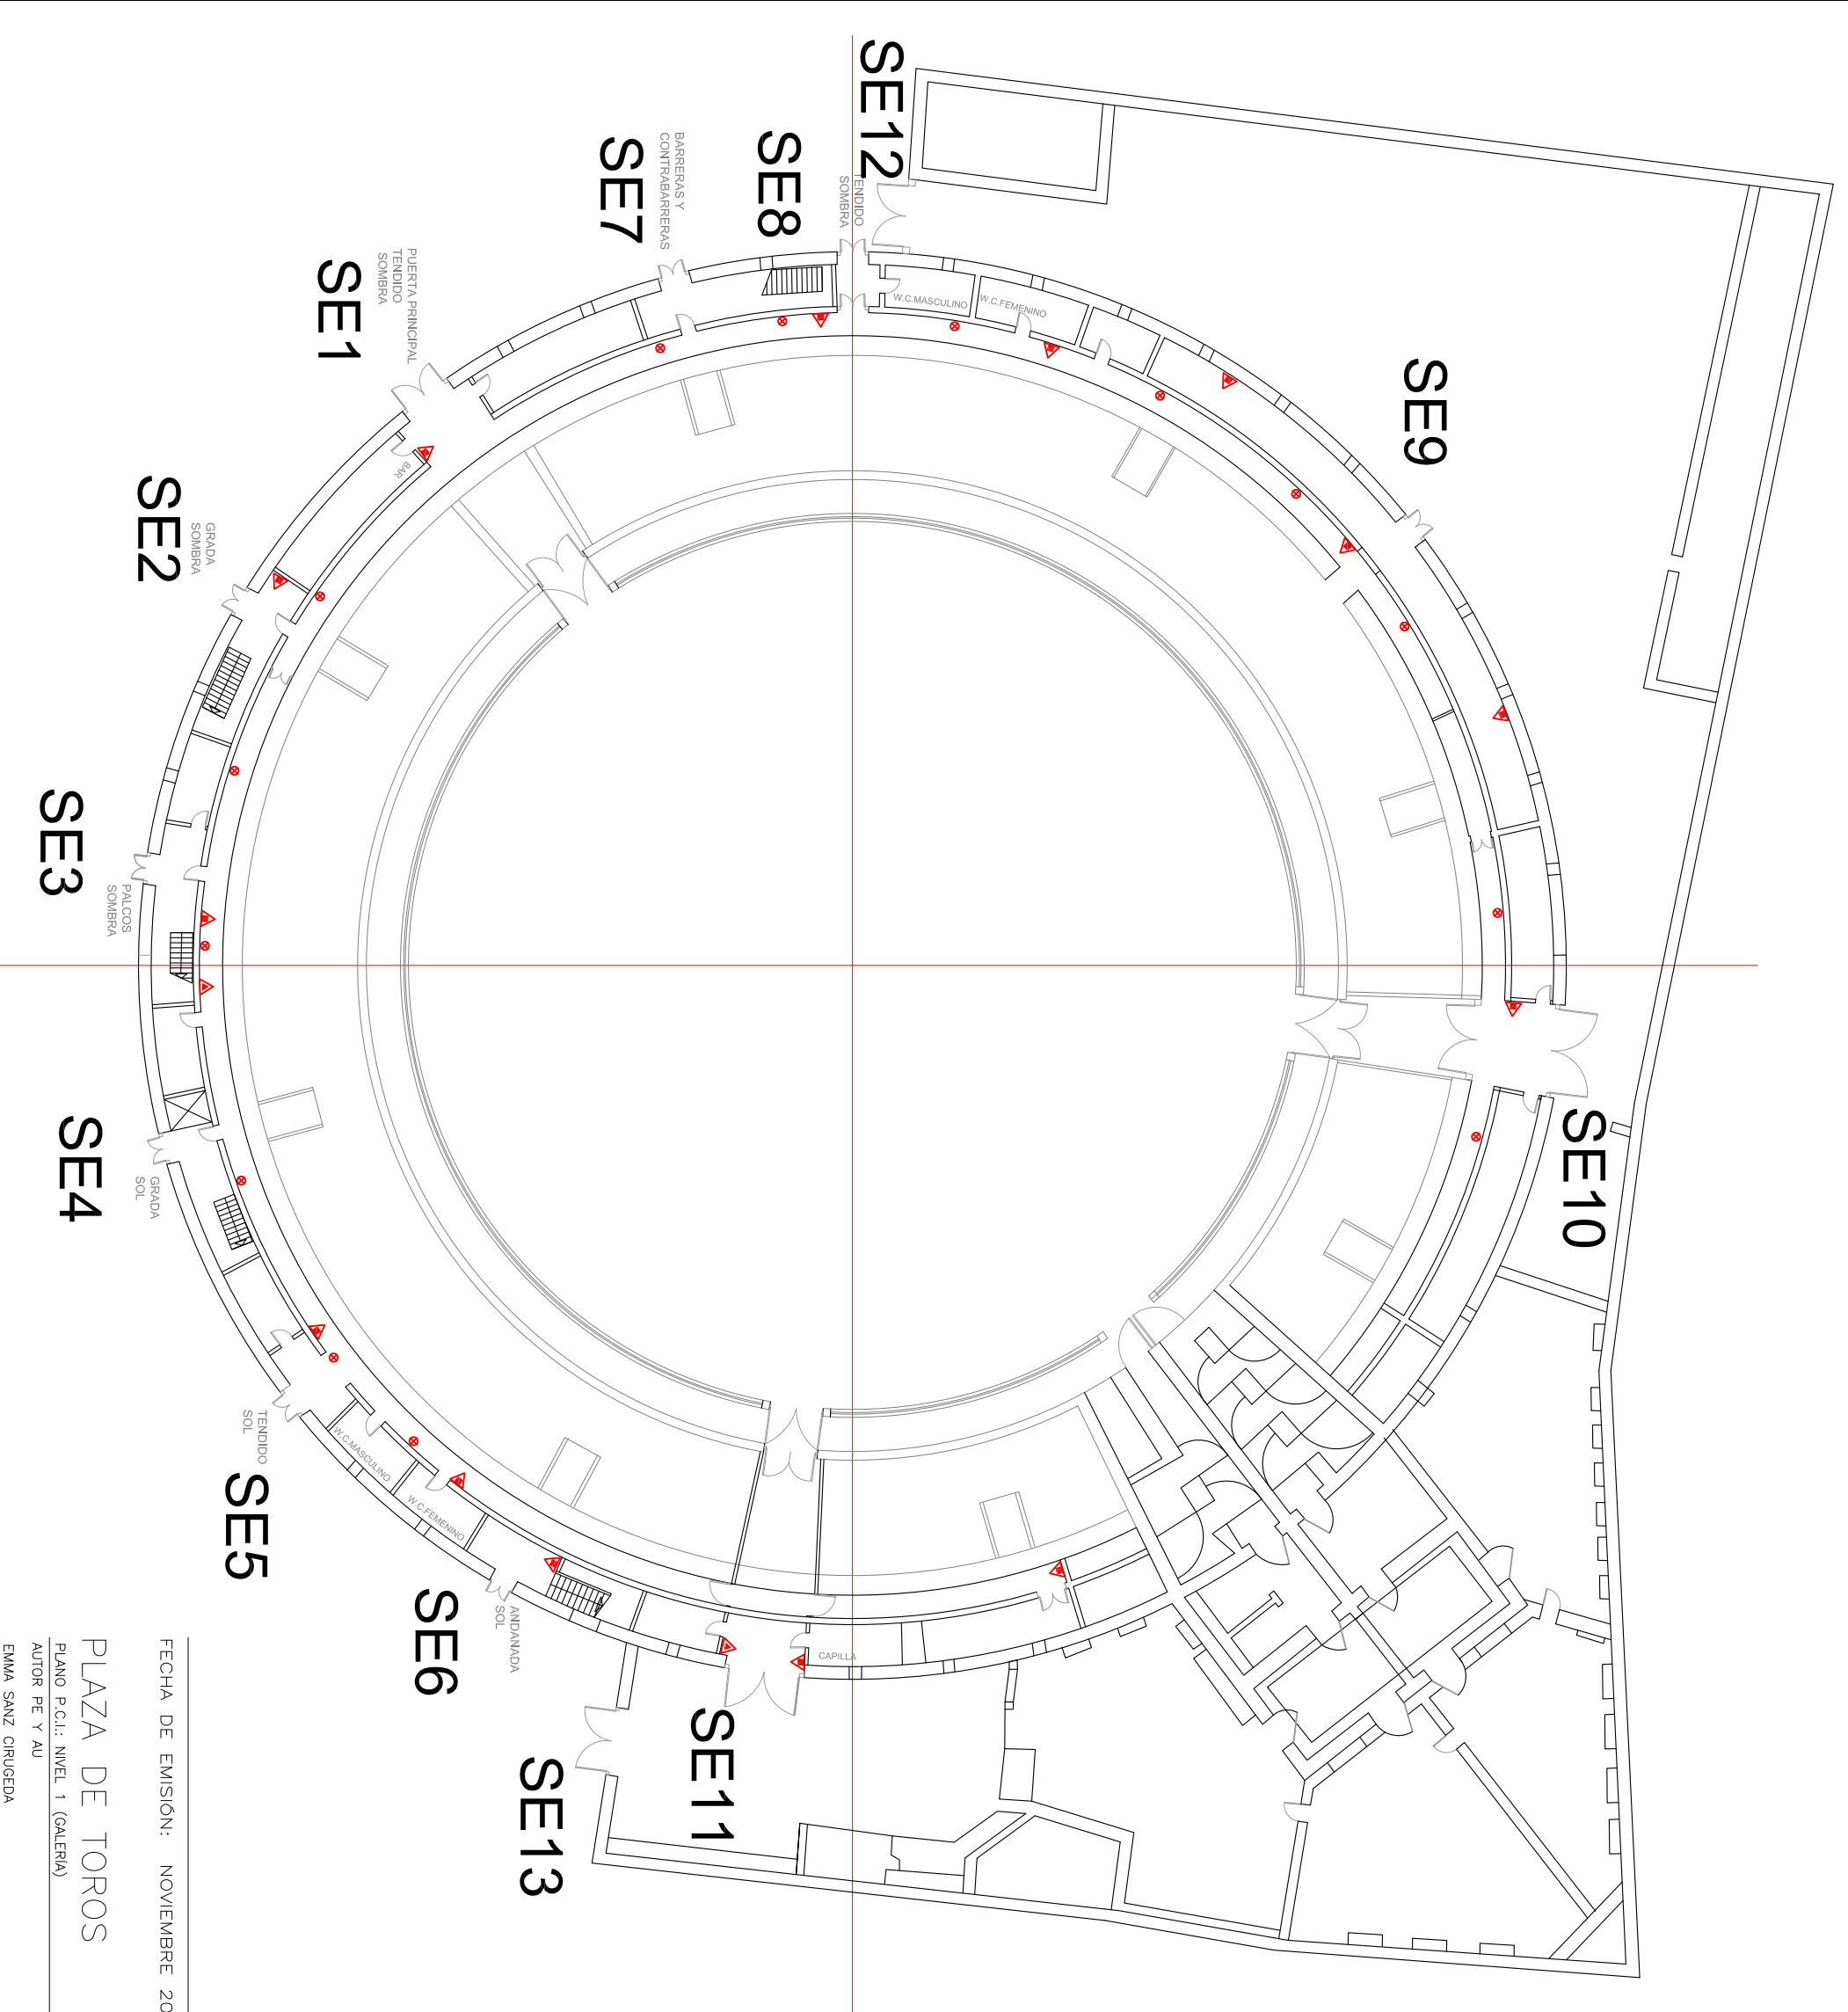 SE12
TENDIDO
SOMBRA
SE8
BARRERAS Y
CONTRABARRERAS
SE7
PUERTA PRINCIPAL
TENDIDO
SOMBRA
SE1
W.C.MASCULINO
W.C.FEMENINO
SE9
BAR
GRADA
SOMBRA
SE2
SE3
PALCOS
SOMBRA
SE4
GRADA
SOL
SE10
TENDIDO
SOL
SE5
W.C.MASCULINO
W.C.FEMENINO
SE6
ANDANADA
SOL
CAPILLA
SE11
SE13
FECHA DE EMISIÓN: NOVIEMBRE 20
PLAZA DE TOROS
PLANO P.C.I.: NIVEL 1 (GALERÍA)
AUTOR PE Y AU
EMMA SANZ CIRUGEDA